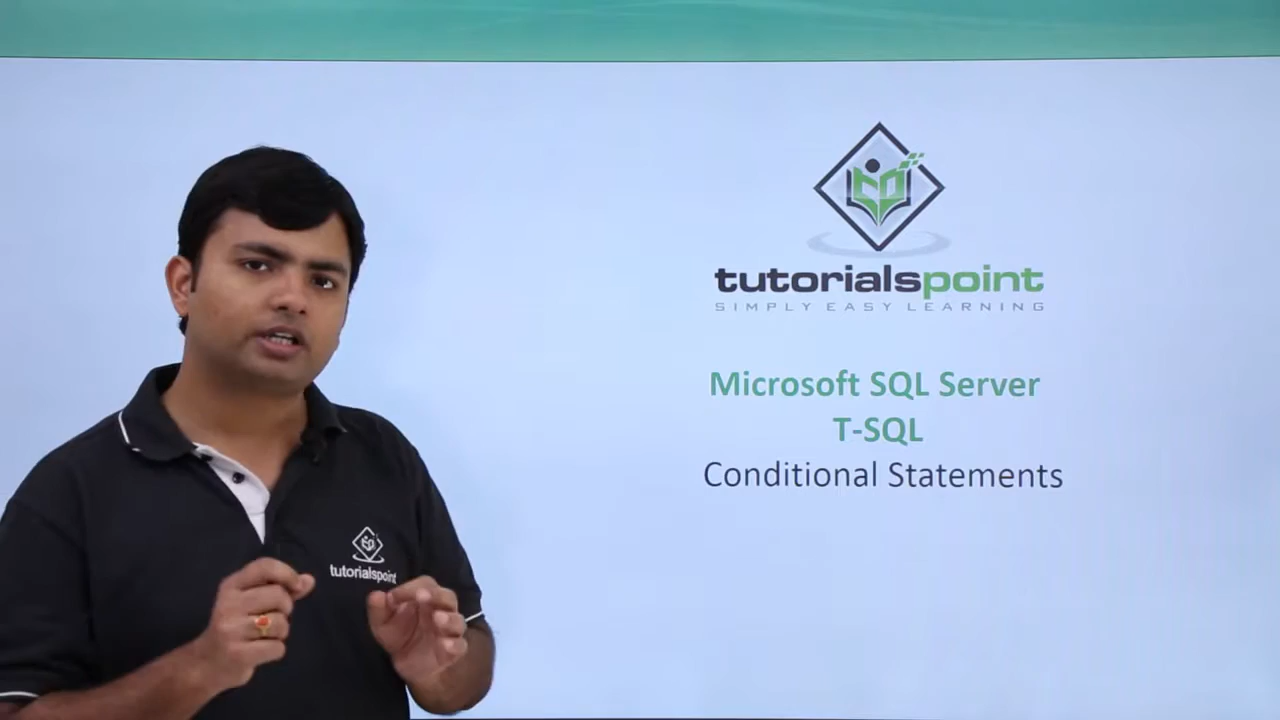 tutorialspoint
SIMPLY EASY LEARNING
Microsoft SQL Server
T-SQL
Conditional Statements
tutorialspoint